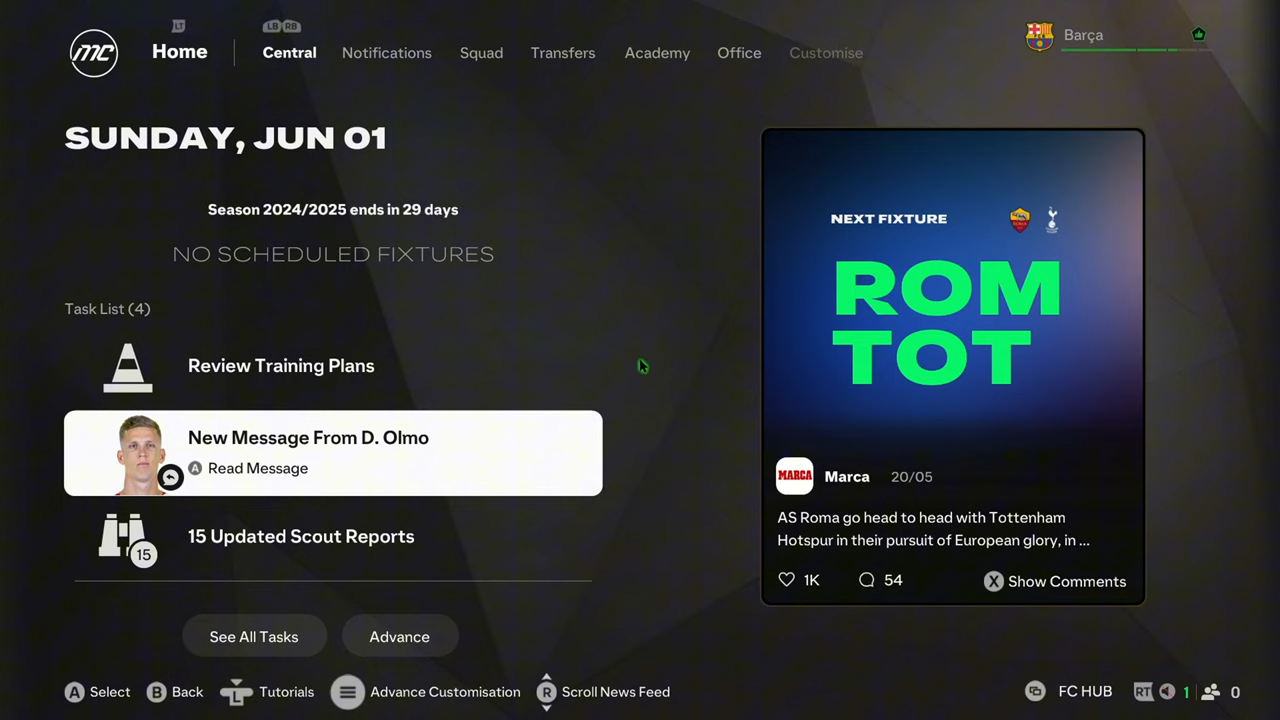 LT
LB RB
MC
Home
Central
Notifications
Squad
Transfers
Academy
Office
Customise
Barça
SUNDAY, JUN 01
Season 2024/2025 ends in 29 days
NO SCHEDULED FIXTURES
Task List (4)
Review Training Plans
New Message From D. Olmo
A Read Message
15
15 Updated Scout Reports
See All Tasks
Advance
NEXT FIXTURE
ROM
TOT
MARCA
Marca 20/05
AS Roma go head to head with Tottenham
Hotspur in their pursuit of European glory, in ...
1K
54
X Show Comments
A Select
B Back
L Tutorials
Advance Customisation
R Scroll News Feed
FC HUB
RT 1
0